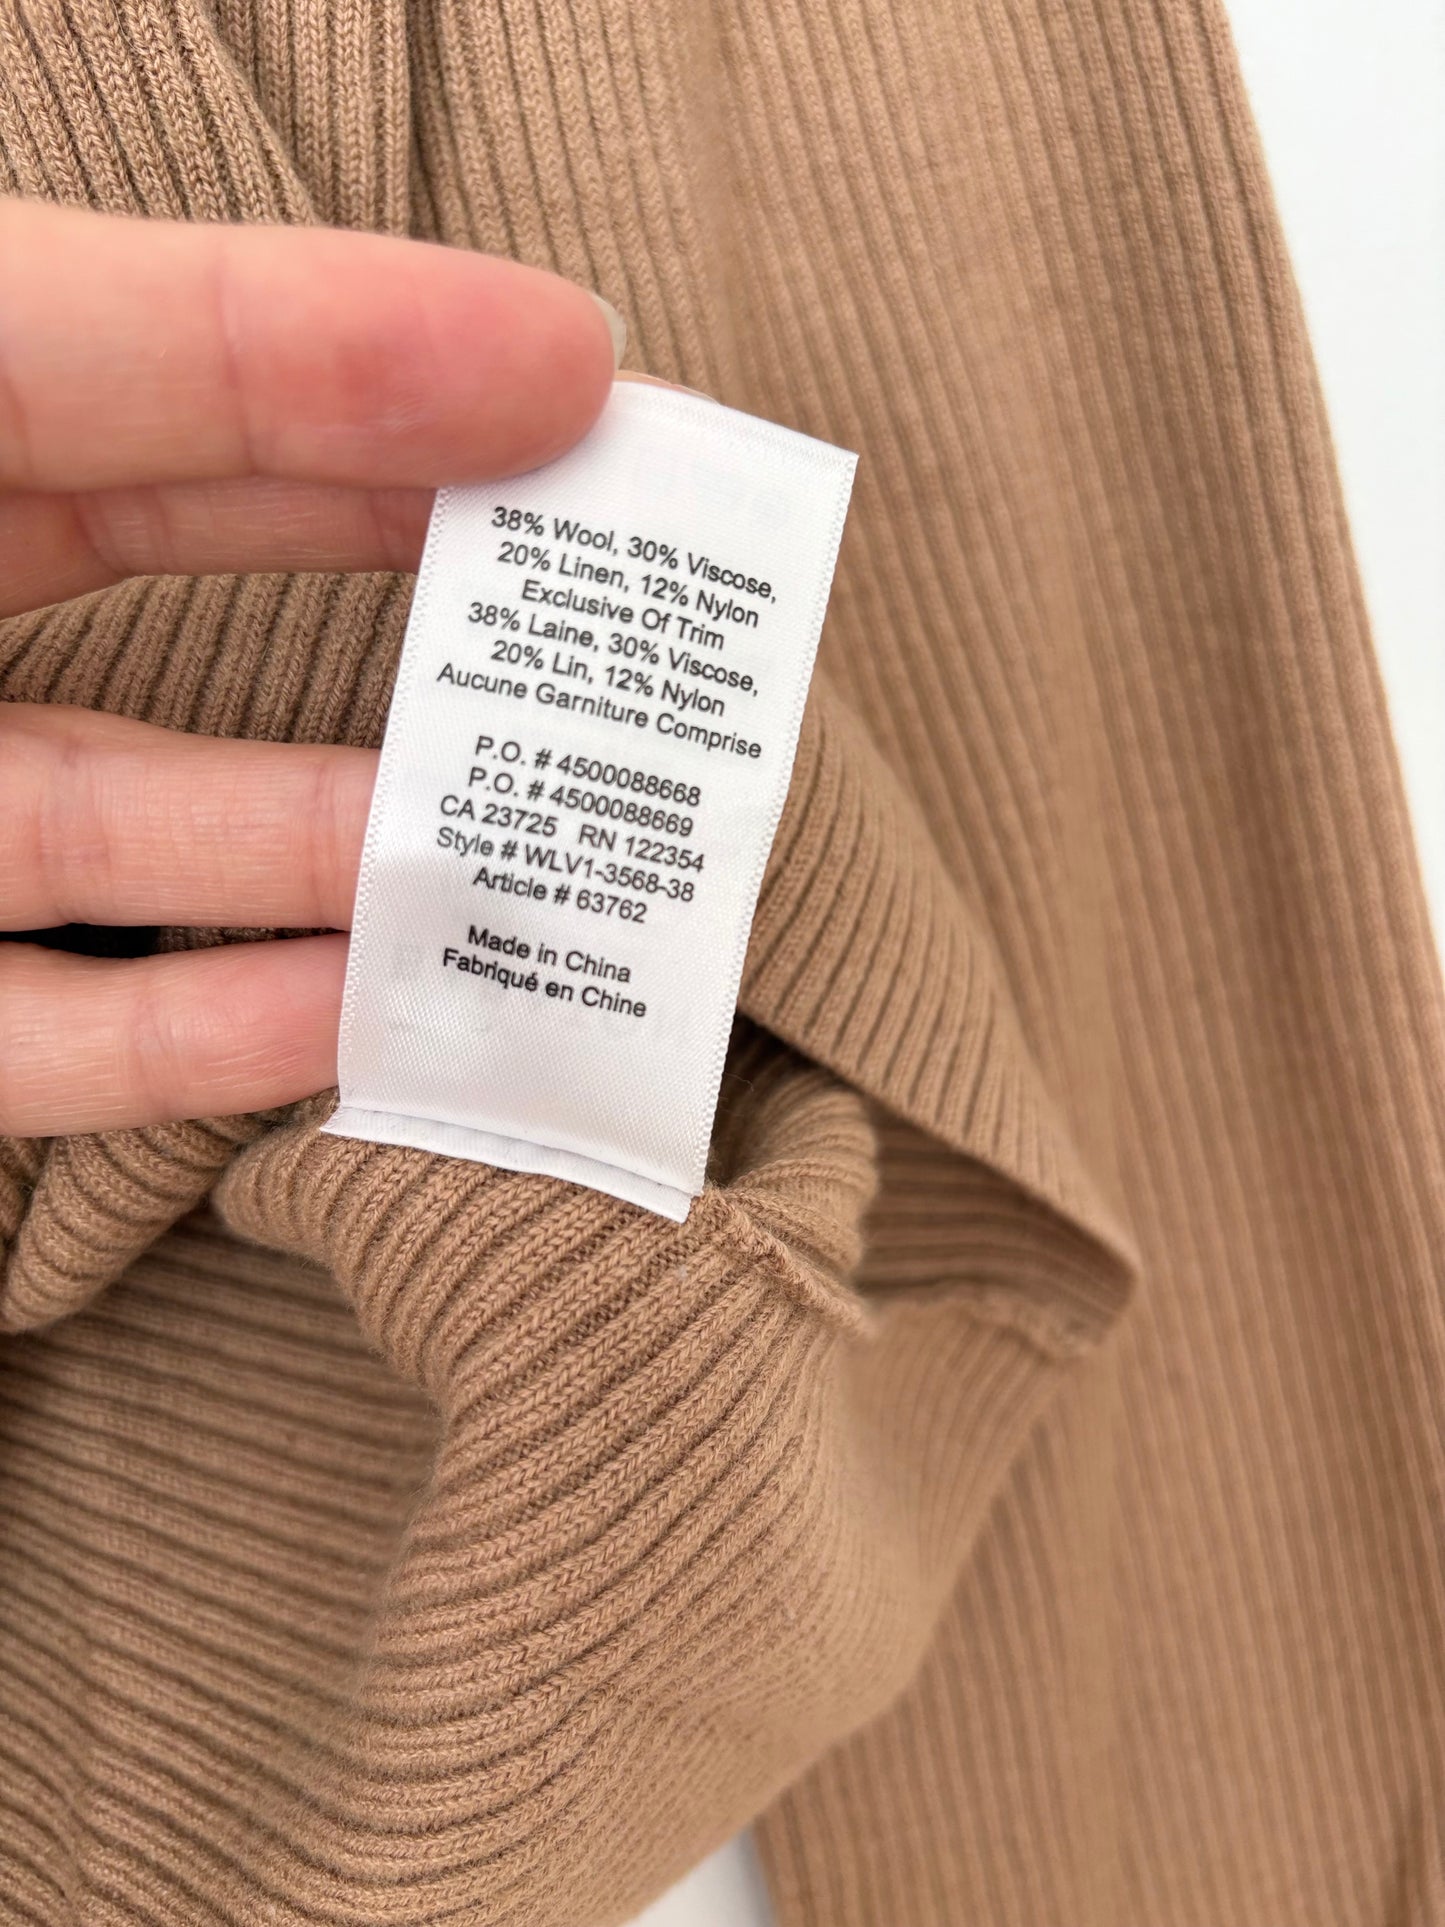 38% Wool, 30% Viscose,
20% Linen, 12% Nylon
Exclusive Of Trim
38% Laine, 30% Viscose,
20% Lin, 12% Nylon
Aucune Garniture Comprise
P.O. # 4500088668
P.O. # 4500088669
CA 23725 RN 122354
Style # WLV1-3568-38
Article # 63762
Made in China
Fabriqué en Chine